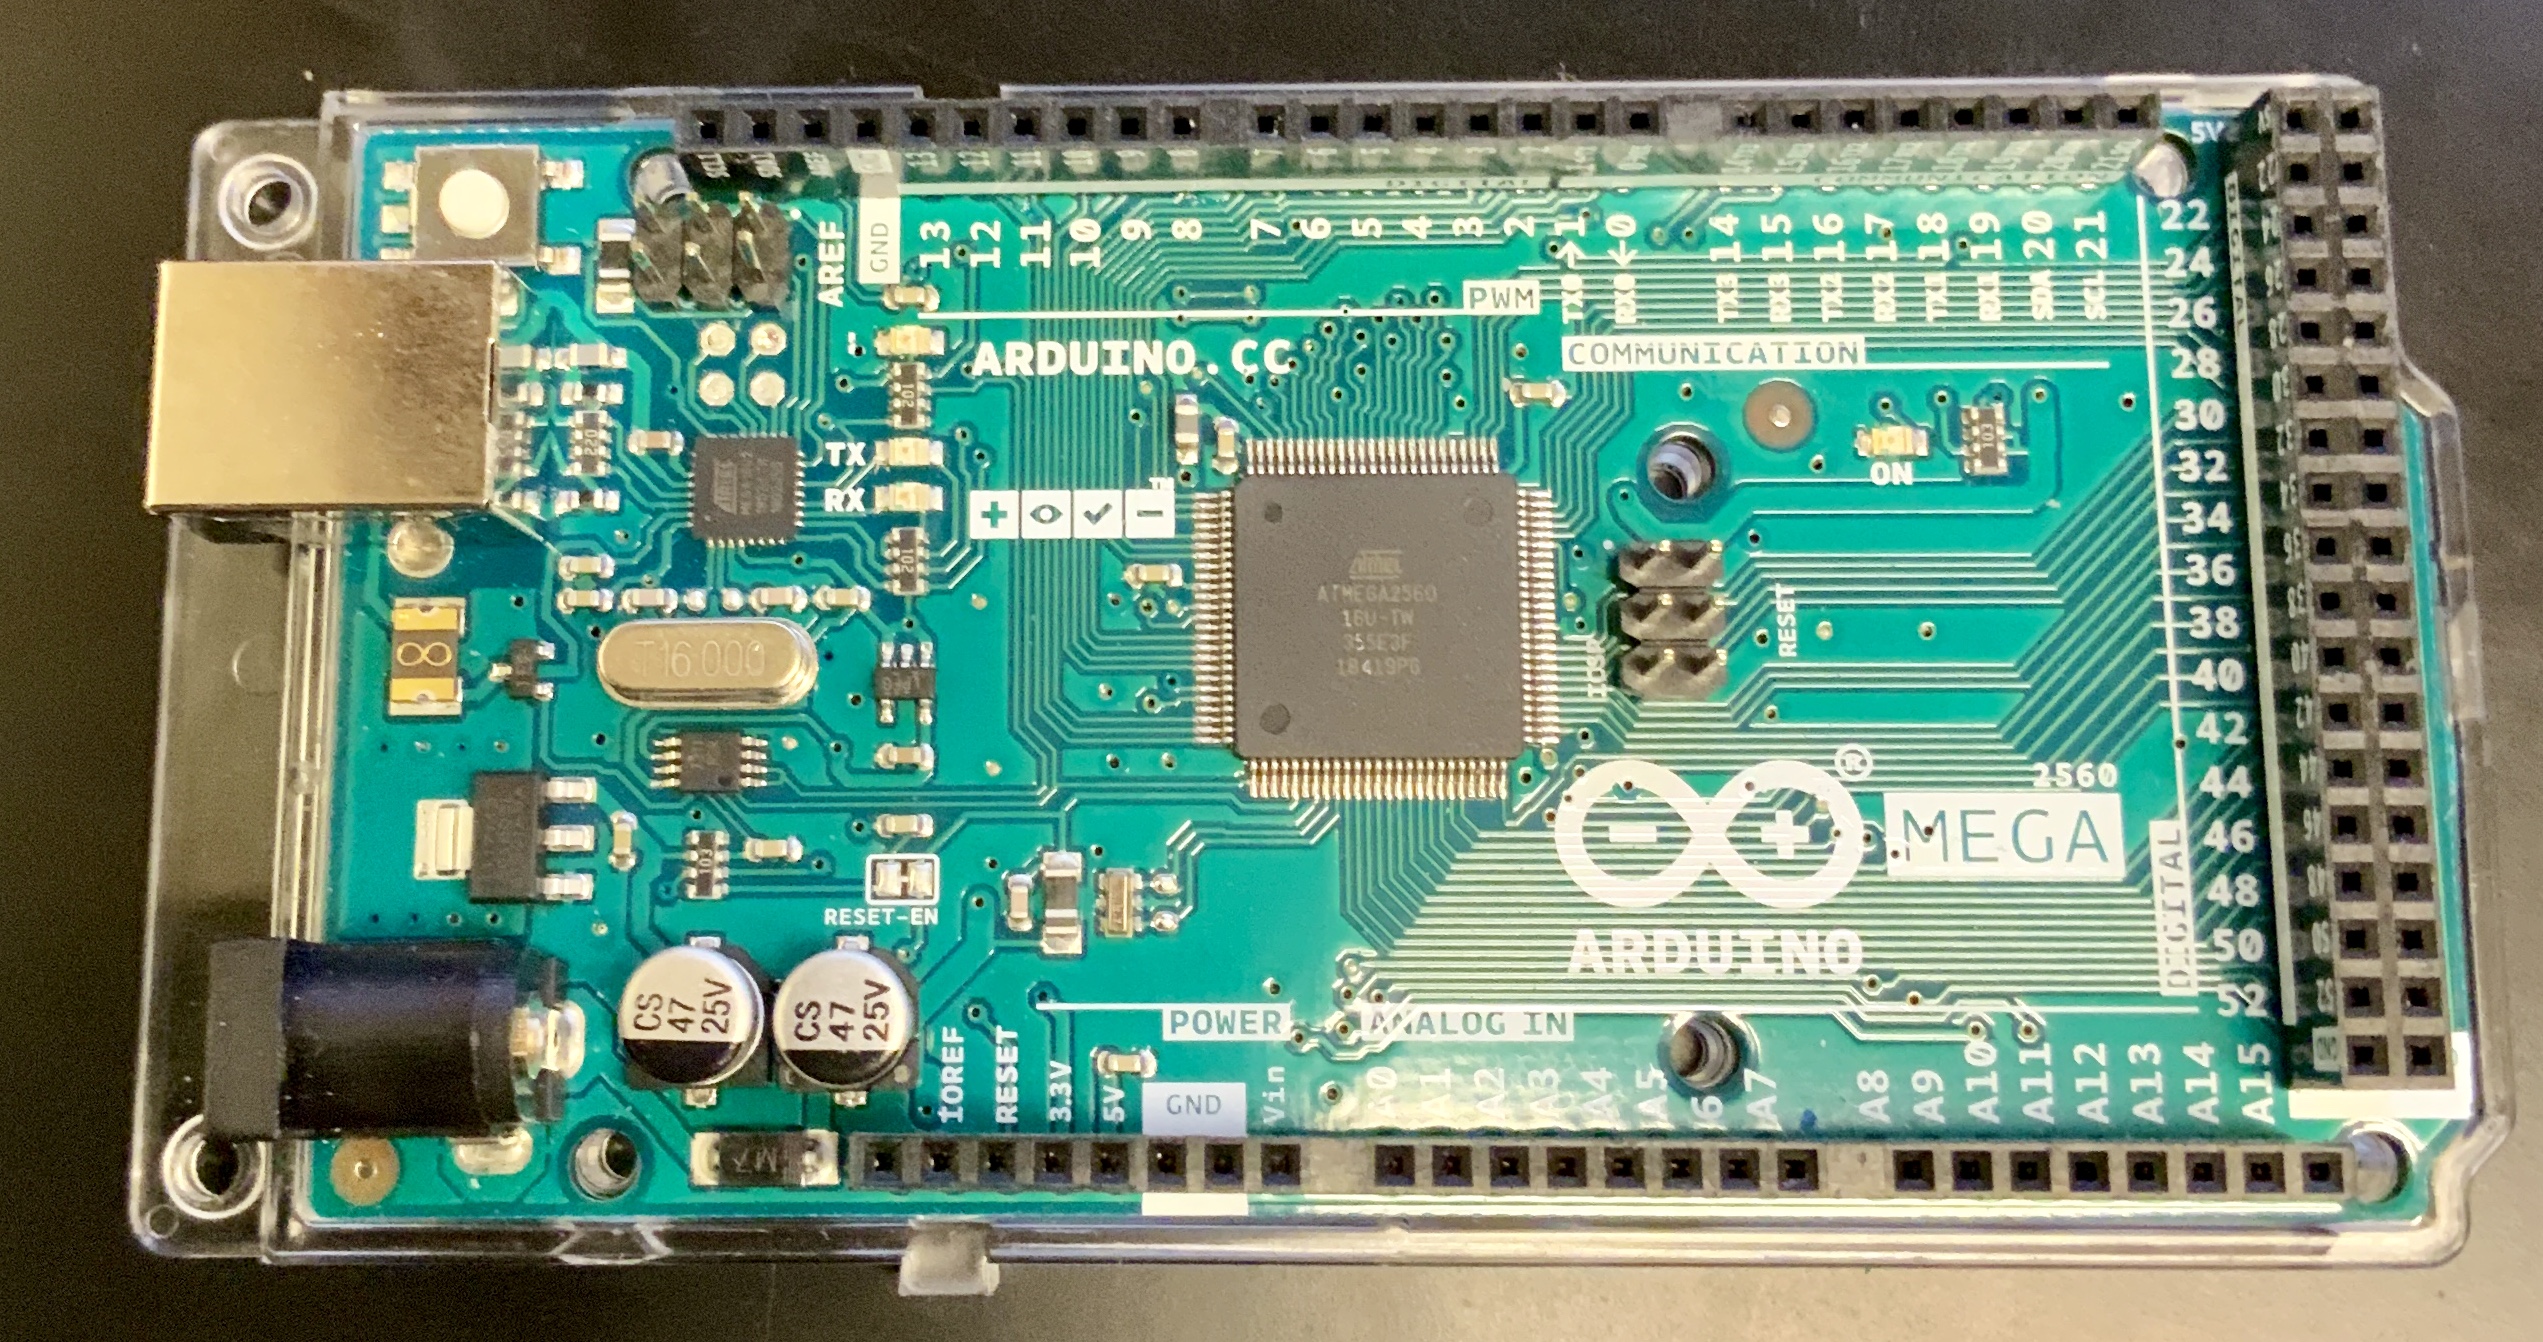 5V
AREF
GND
13
12
11
10
9
8
7
6
5
4
3
2
TX0→1
RX0←0
TX3 14
RX3 15
TX2 16
RX2 17
TX1 18
RX1 19
SDA 20
SCL 21
PWM
COMMUNICATION
ARDUINO.CC
TX
RX
TM
ON
22
24
26
28
30
32
34
36
38
40
42
44
46
48
50
52
DIGITAL
ATMEL
ATMEGA2560
16U-TW
ICSP
RESET
T16.000
103
RESET-EN
2560
MEGA
®
ARDUINO
CS
47
25V
CS
47
25V
M7
POWER
ANALOG IN
IOREF
RESET
3.3V
5V
GND
Vin
A0
A1
A2
A3
A4
A5
6
A7
A8
A9
A10
A11
A12
A13
A14
A15